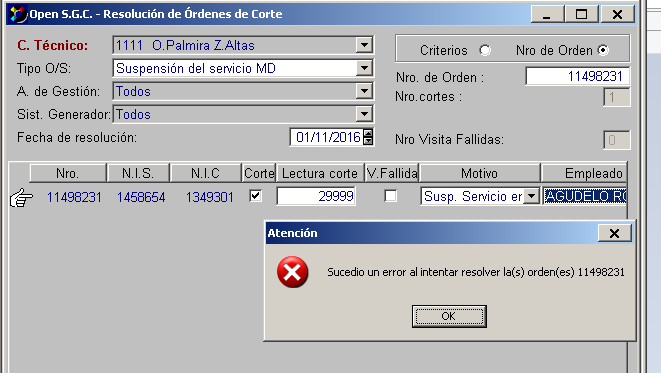 Open S.G.C. - Resolución de Órdenes de Corte
C. Técnico: 1111 O.Palmira Z.Altas
Criterios Nro de Orden
Tipo O/S: Suspensión del servicio MD
Nro. de Orden : 11498231
A. de Gestión: Todos
Nro.cortes : 1
Sist. Generador: Todos
Fecha de resolución: 01/11/2016
Nro Visita Fallidas: 0
Nro. N.I.S. N.I.C Corte Lectura corte V.Fallida Motivo Empleado
11498231 1458654 1349301 29999 Susp. Servicio en AGUDELO
Atención
Sucedio un error al intentar resolver la(s) orden(es) 11498231
OK